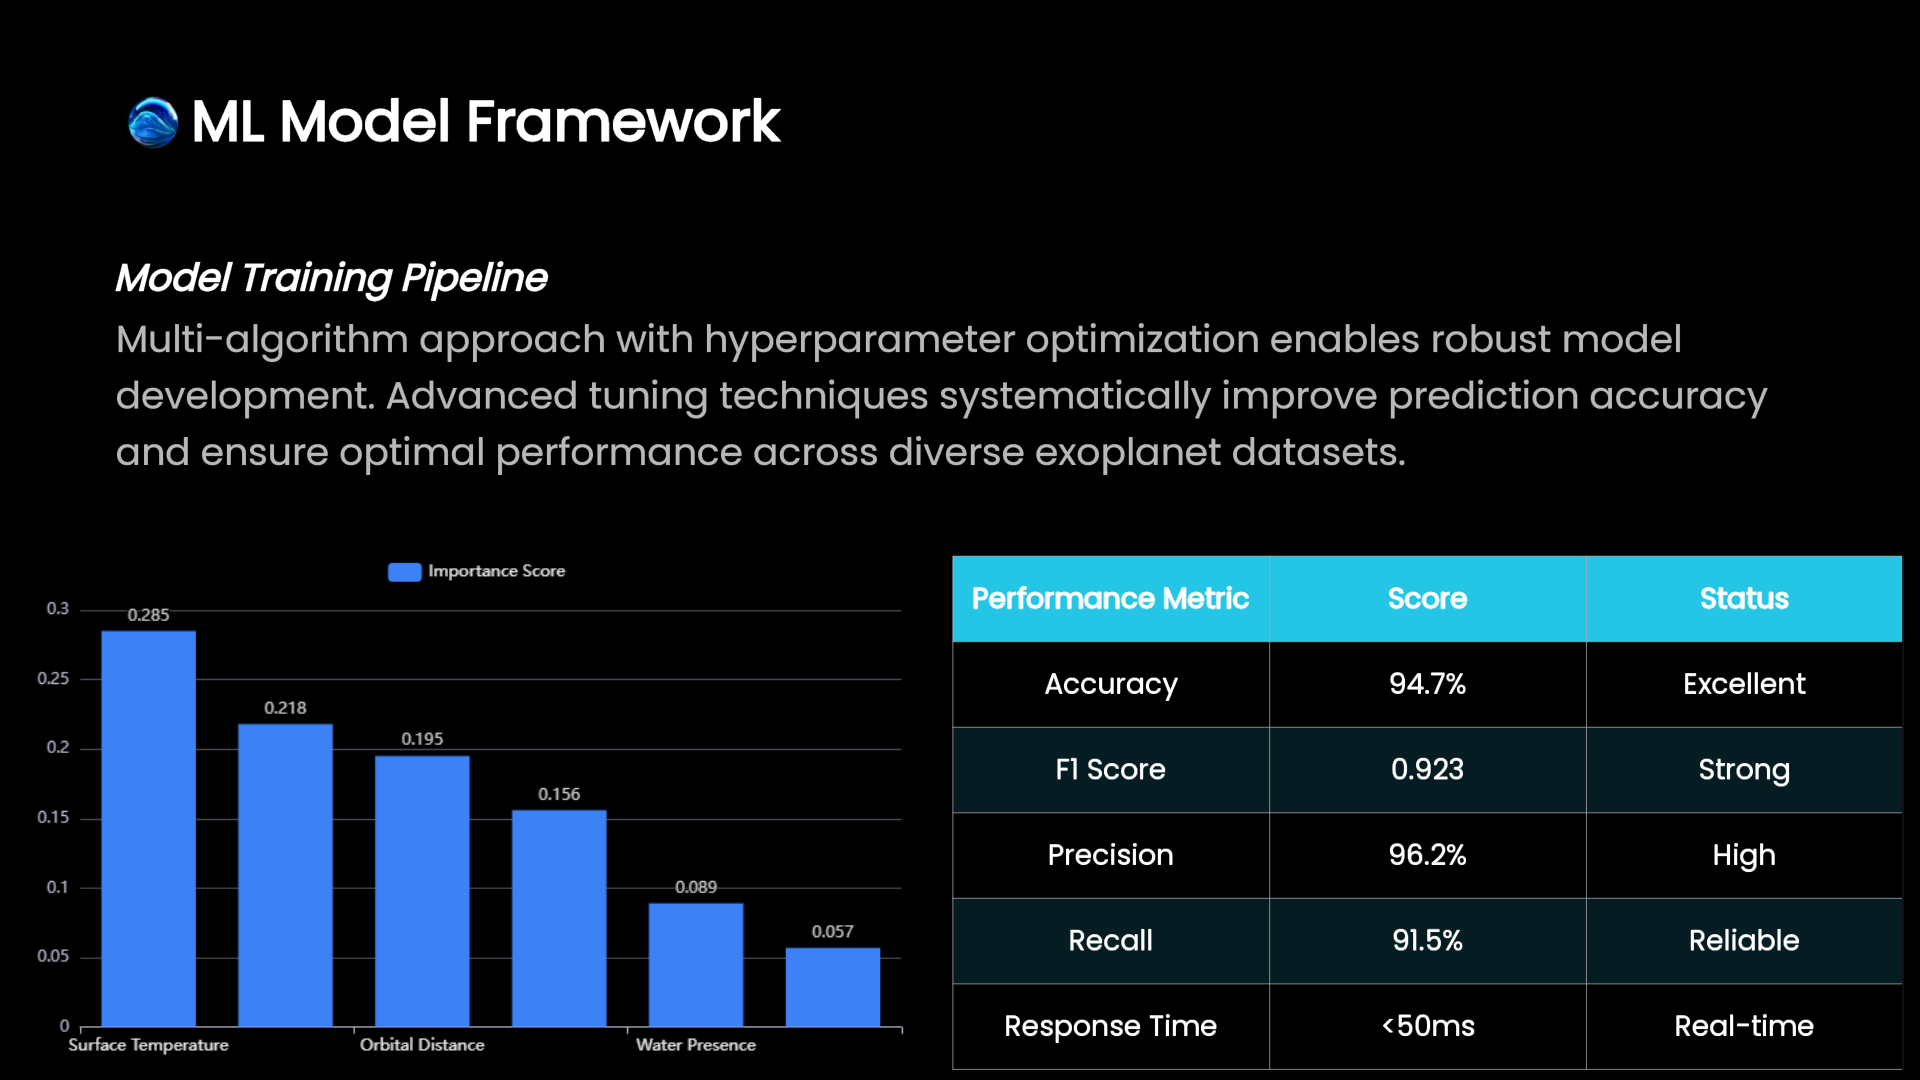 ML Model Framework
Model Training Pipeline
Multi-algorithm approach with hyperparameter optimization enables robust model
development. Advanced tuning techniques systematically improve prediction accuracy
and ensure optimal performance across diverse exoplanet datasets.
Importance Score
0.3
0.25
0.2
0.15
0.1
0.05
0
0.285
0.218
0.195
0.156
0.089
0.057
Surface Temperature
Orbital Distance
Water Presence
Performance Metric Score Status
Accuracy 94.7% Excellent
F1 Score 0.923 Strong
Precision 96.2% High
Recall 91.5% Reliable
Response Time <50ms Real-time